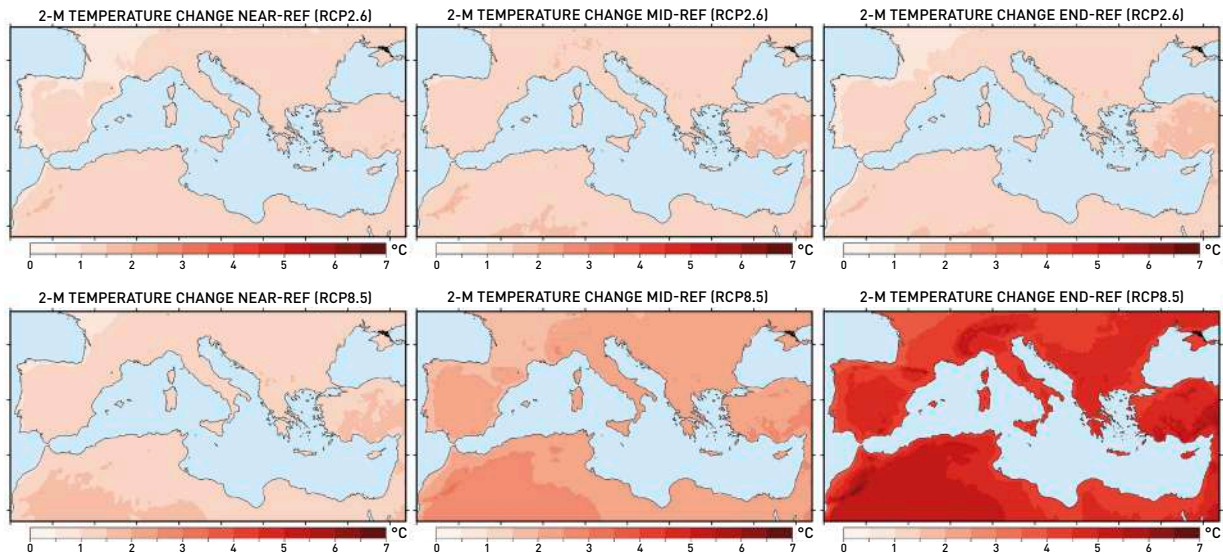 2-M TEMPERATURE CHANGE NEAR-REF (RCP2.6)
2-M TEMPERATURE CHANGE MID-REF (RCP2.6)
2-M TEMPERATURE CHANGE END-REF (RCP2.6)
0 1 2 3 4 5 6 7 °C
0 1 2 3 4 5 6 7 °C
0 1 2 3 4 5 6 7 °C
2-M TEMPERATURE CHANGE NEAR-REF (RCP8.5)
2-M TEMPERATURE CHANGE MID-REF (RCP8.5)
2-M TEMPERATURE CHANGE END-REF (RCP8.5)
0 1 2 3 4 5 6 7 °C
0 1 2 3 4 5 6 7 °C
0 1 2 3 4 5 6 7 °C